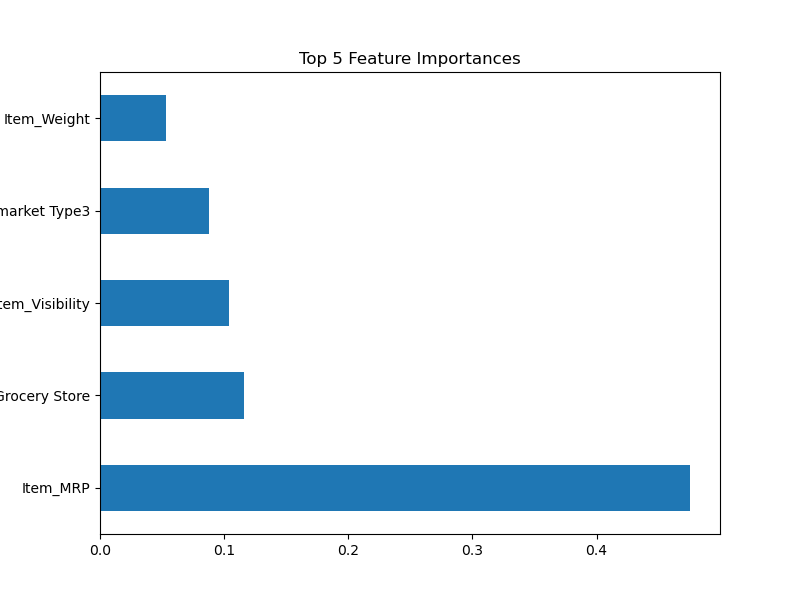 Top 5 Feature Importances
Item_Weight
market Type3
tem_Visibility
Grocery Store
Item_MRP
0.0 0.1 0.2 0.3 0.4